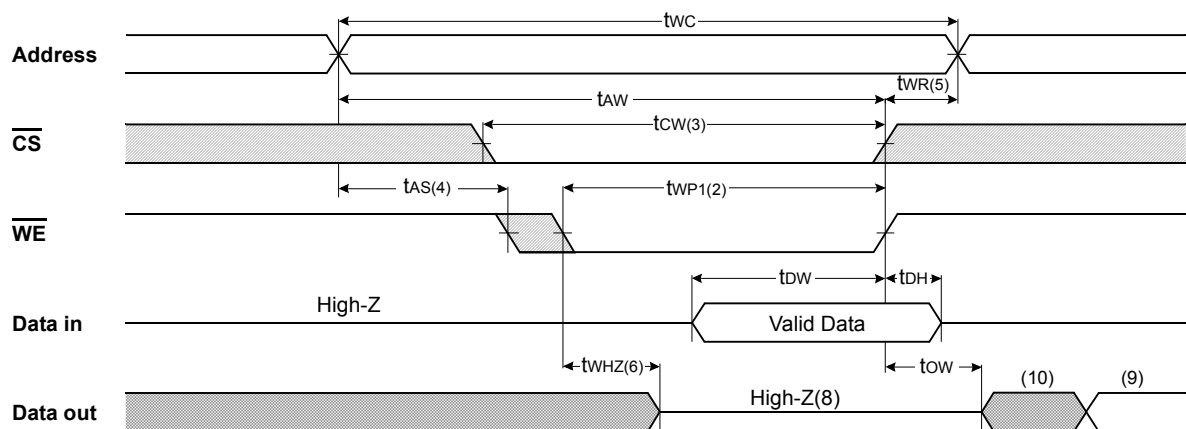 tWC
Address
tWR(5)
tAW
tCW(3)
CS
tAS(4)
tWP1(2)
WE
tDW
tDH
High-Z
Data in
Valid Data
tWHZ(6)
tOW
High-Z(8)
(10)
(9)
Data out